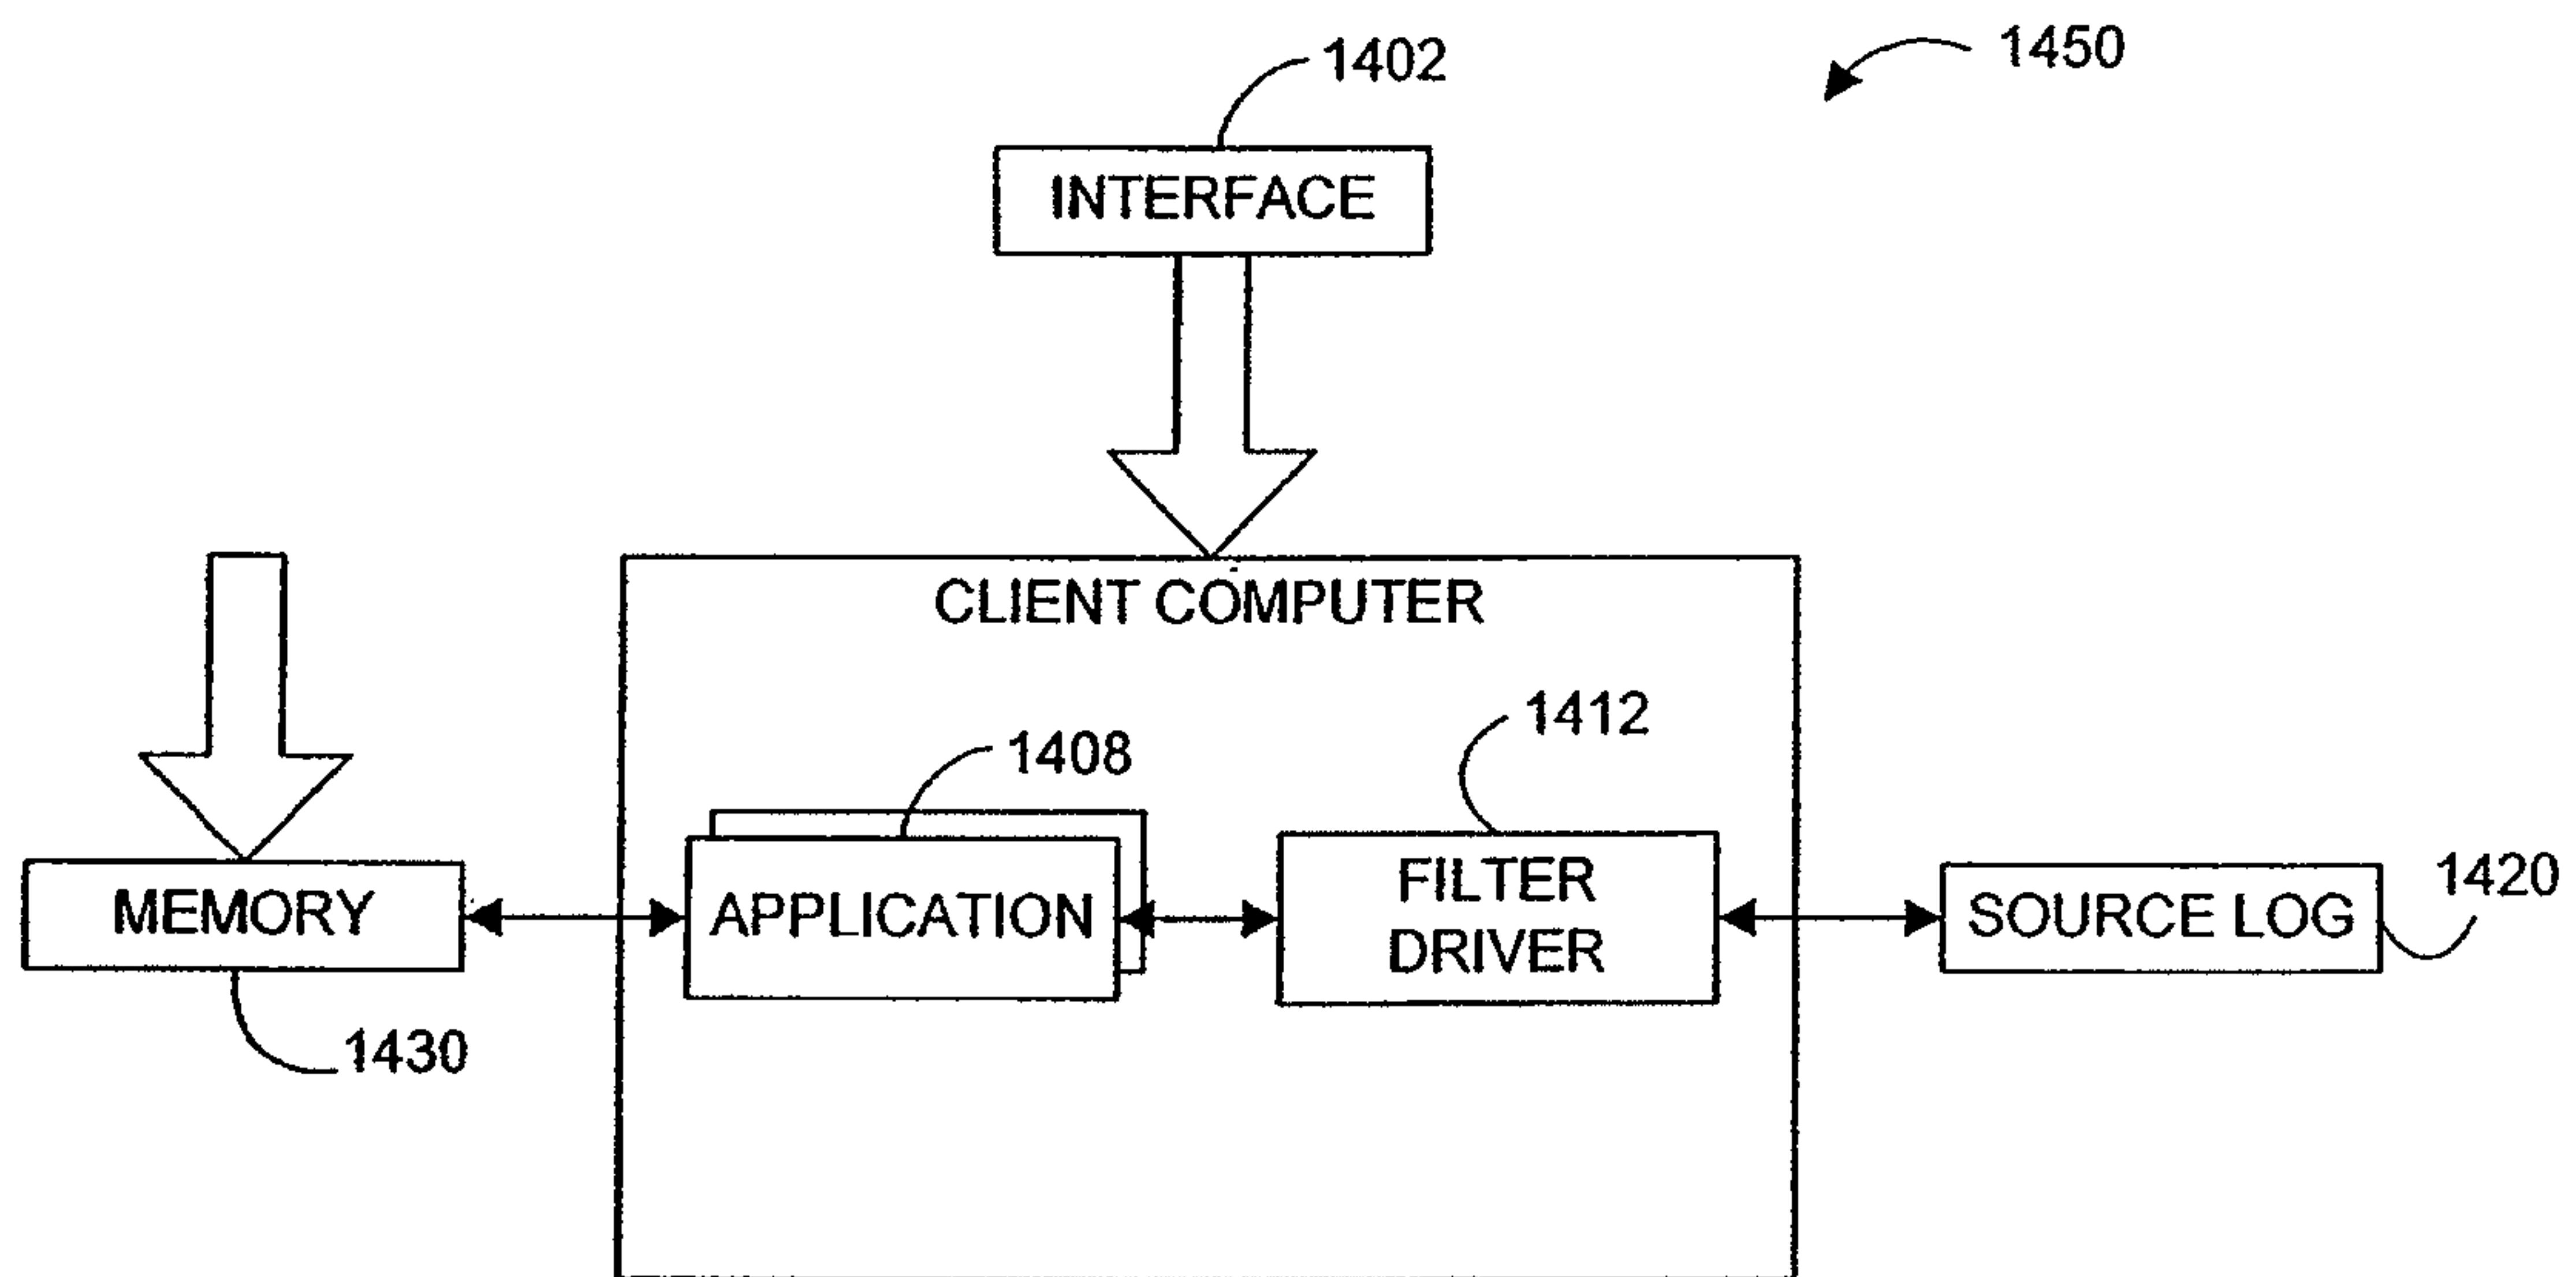 1402
1450
INTERFACE
CLIENT COMPUTER
1408
1412
MEMORY
APPLICATION
FILTER
DRIVER
SOURCE LOG
1420
1430